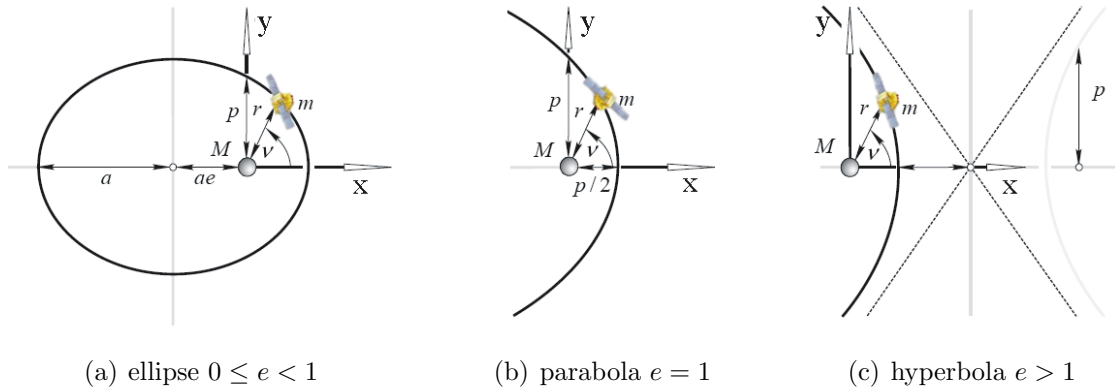 y
p
r
m
M
ν
a
ae
x
(a) ellipse 0 ≤ e < 1
y
p
r
m
M
ν
p / 2
x
(b) parabola e = 1
y
r
m
p
M
ν
x
(c) hyperbola e > 1